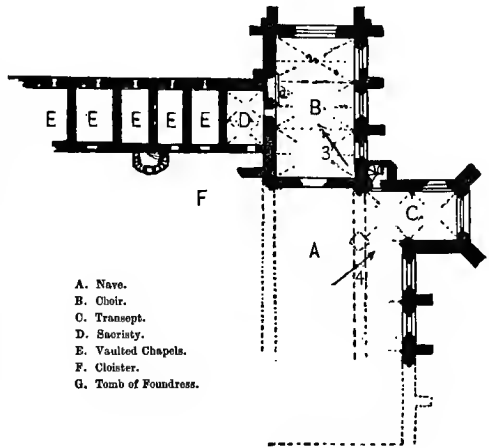 B
E E E E E D
3
C
F
A
4
A. Nave.
B. Choir.
C. Transept.
D. Sacristy.
E. Vaulted Chapels.
F. Cloister.
G. Tomb of Foundress.